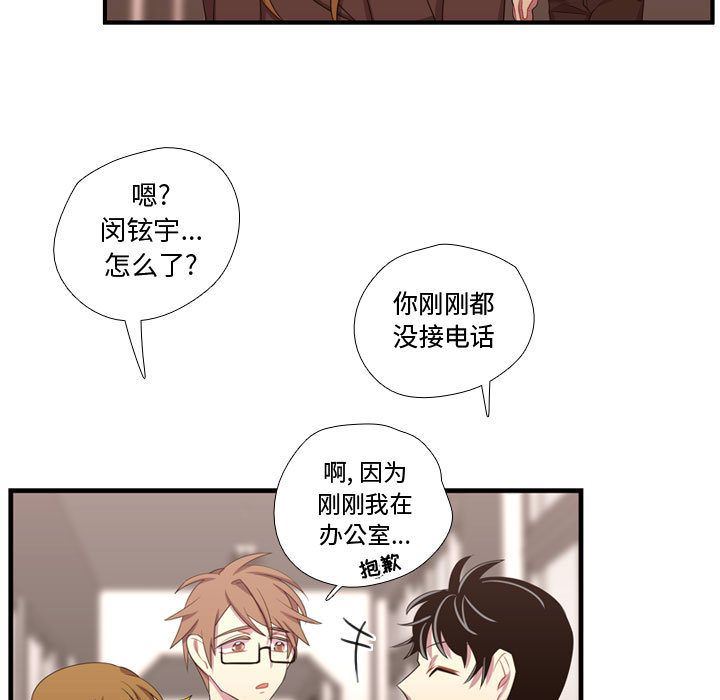 嗯?
闵铉宇...
怎么了?
你刚刚都
没接电话
啊, 因为
刚刚我在
办公室...
抱歉